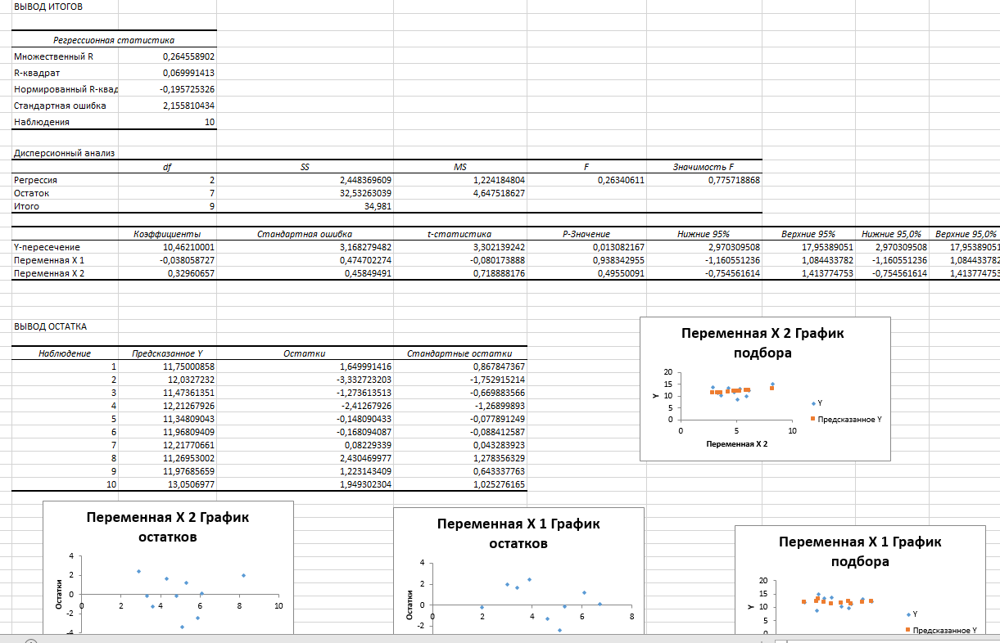 ВЫВОД ИТОГОВ
Регрессионная статистика
Множественный R 0,264558902
R-квадрат 0,069991413
Нормированный R-квад -0,195725326
Стандартная ошибка 2,155810434
Наблюдения 10
Дисперсионный анализ
df SS MS F Значимость F
Регрессия 2 2,448369609 1,224184804 0,26340611 0,775718868
Остаток 7 32,53263039 4,647518627
Итого 9 34,981
Коэффициенты Стандартная ошибка t-статистика P-Значение Нижние 95% Верхние 95% Нижние 95,0% Верхние 95,0%
Y-пересечение 10,46210001 3,168279482 3,302139242 0,013082167 2,970309508 17,95389051 2,970309508 17,95389051
Переменная X 1 -0,038058727 0,474702274 -0,080173888 0,938342955 -1,160551236 1,084433782 -1,160551236 1,084433782
Переменная X 2 0,32960657 0,45849491 0,718888176 0,49550091 -0,754561614 1,413774753 -0,754561614 1,413774753
ВЫВОД ОСТАТКА
Наблюдение Предсказанное Y Остатки Стандартные остатки
1 11,75000858 1,649991416 0,867847367
2 12,0327232 -3,332723203 -1,752915214
3 11,47361351 -1,273613513 -0,669883566
4 12,21267926 -2,41267926 -1,26899893
5 11,34809043 -0,148090433 -0,077891249
6 11,96809409 -0,168094087 -0,088412587
7 12,21770661 0,08229339 0,043283923
8 11,26953002 2,430469977 1,278356329
9 11,97685659 1,223143409 0,643337763
10 13,0506977 1,949302304 1,025276165
Переменная X 2 График
подбора
20
15
10
5
0
0 5 10
Y
Переменная X 2
Y
Предсказанное Y
Переменная X 2 График
остатков
4
2
0
-2
-4
0 2 4 6 8 10
Остатки
Переменная X 1 График
остатков
4
2
0
-2
0 2 4 6 8
Остатки
Переменная X 1 График
подбора
20
15
10
5
0
Y
Y
Предсказанное Y